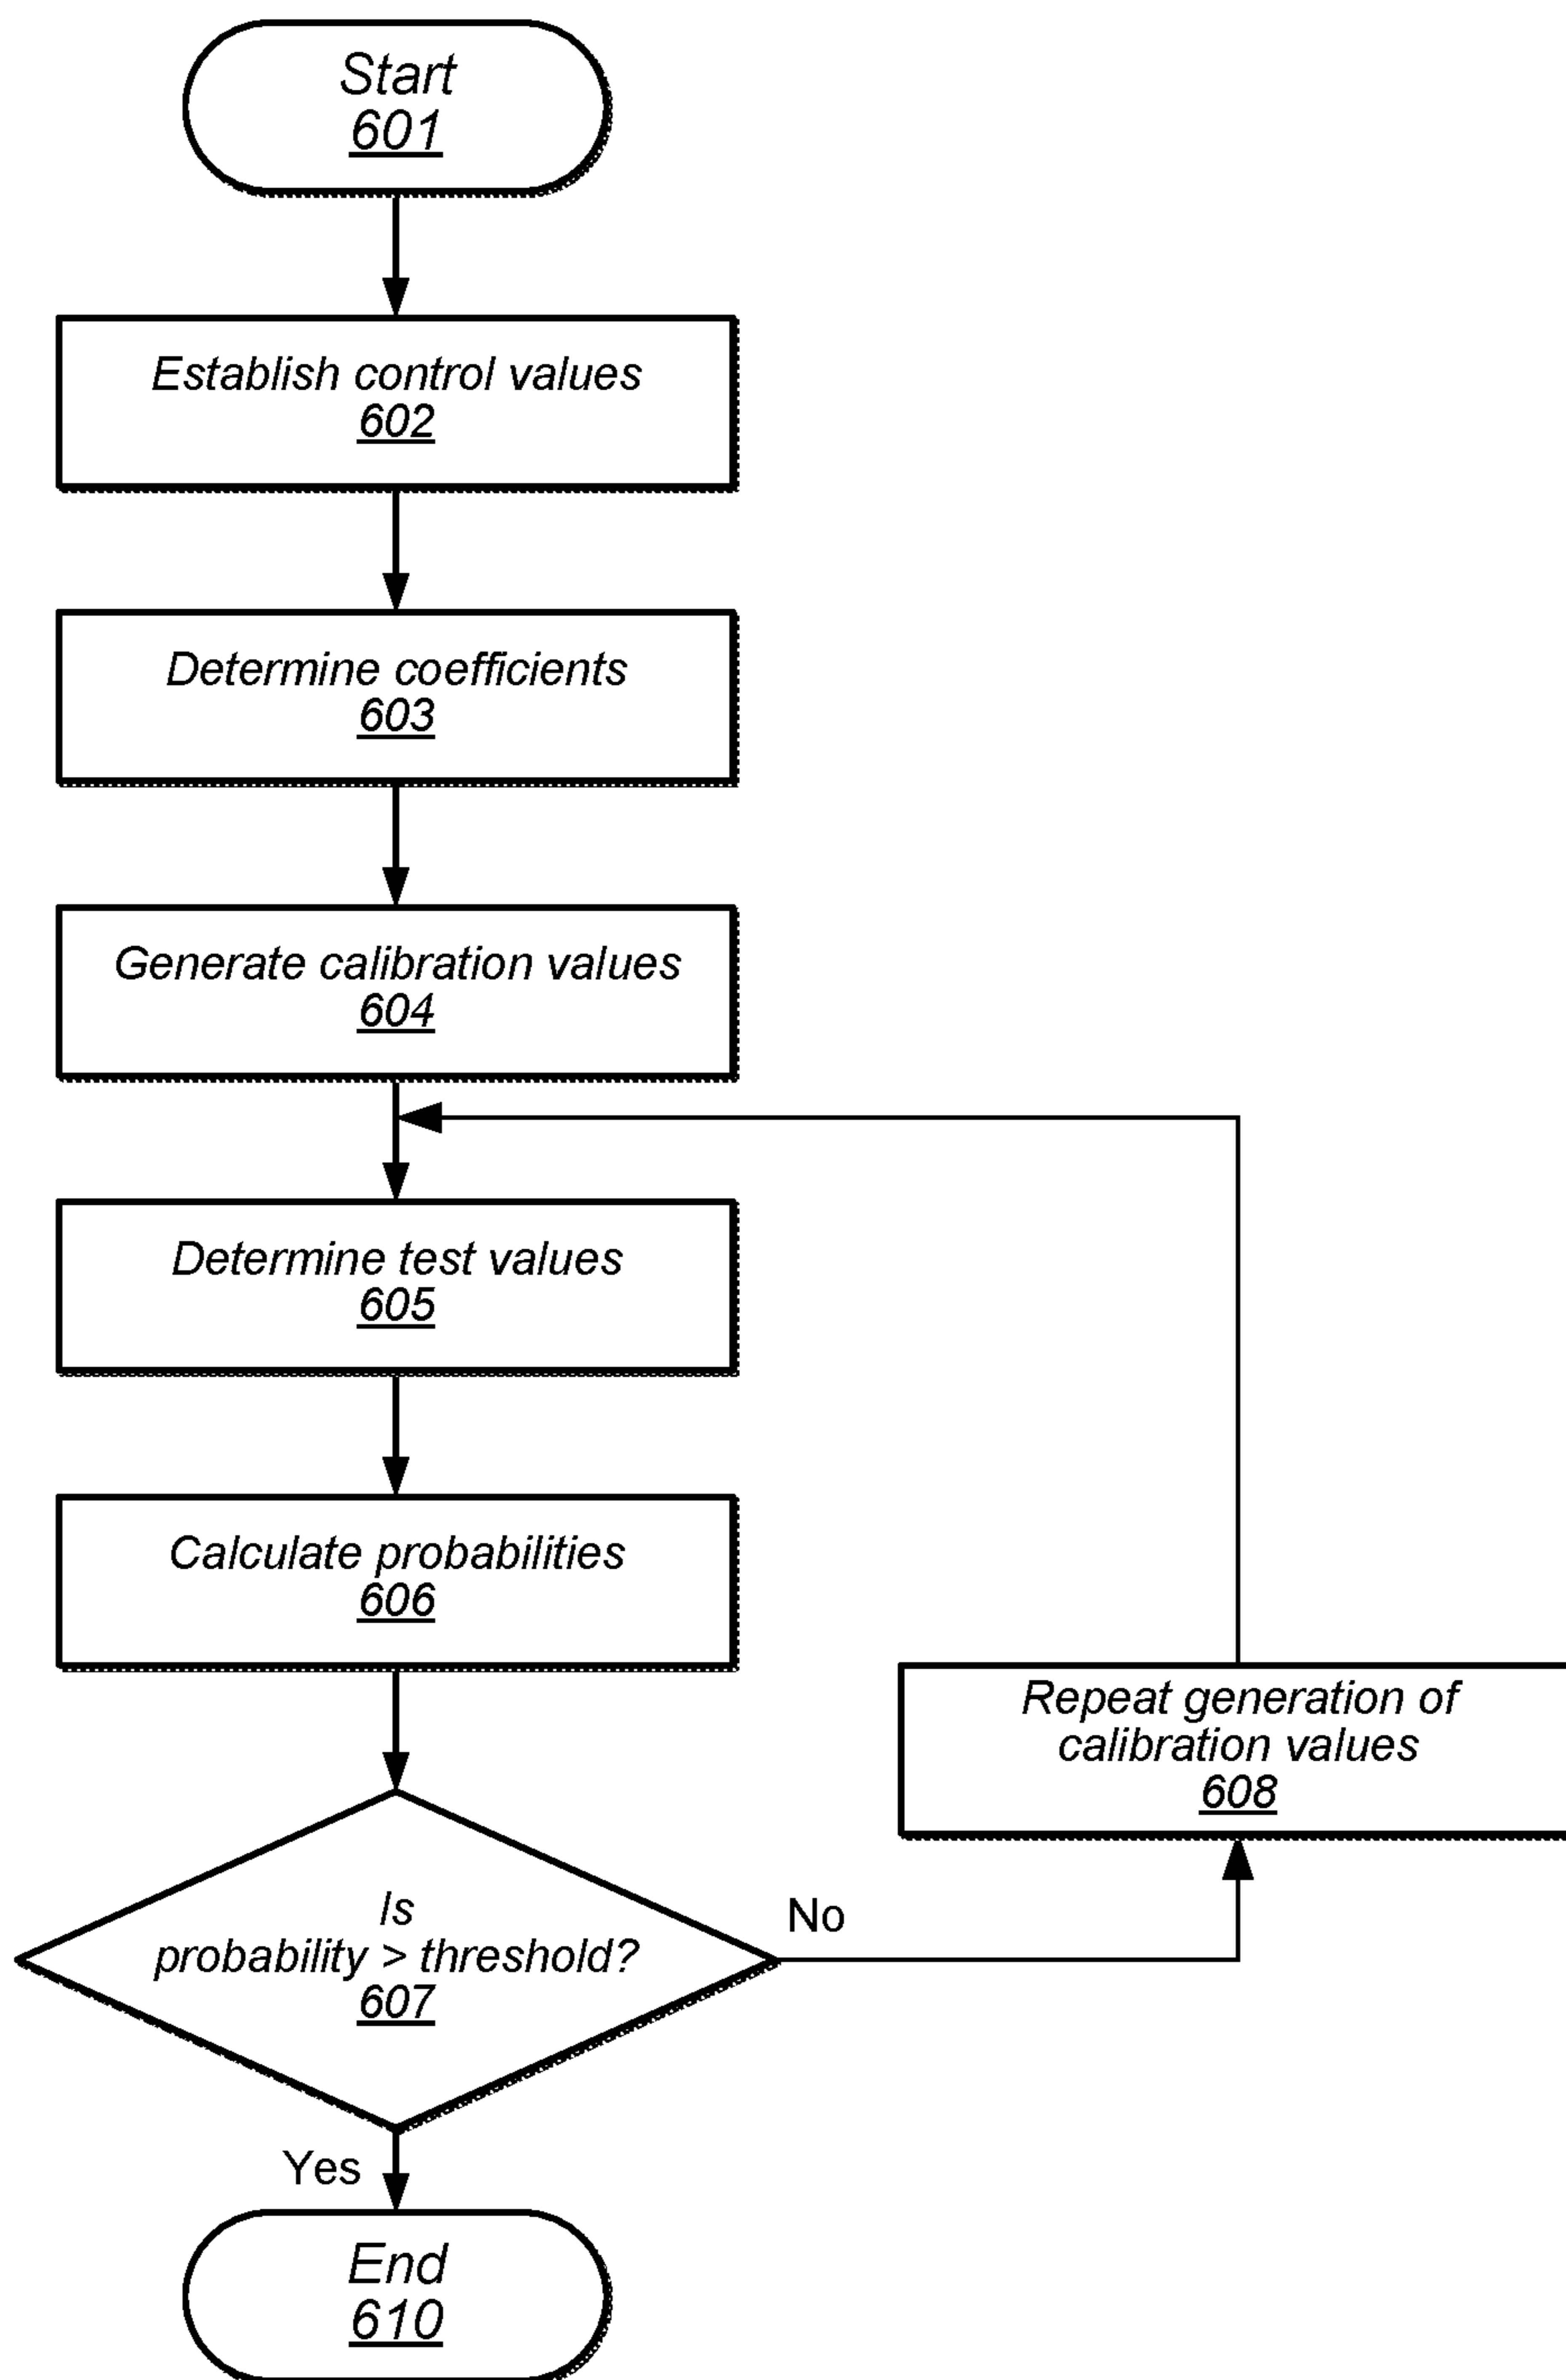 Start
601
Establish control values
602
Determine coefficients
603
Generate calibration values
604
Determine test values
605
Calculate probabilities
606
Repeat generation of
calibration values
608
Is
probability > threshold?
607
No
Yes
End
610